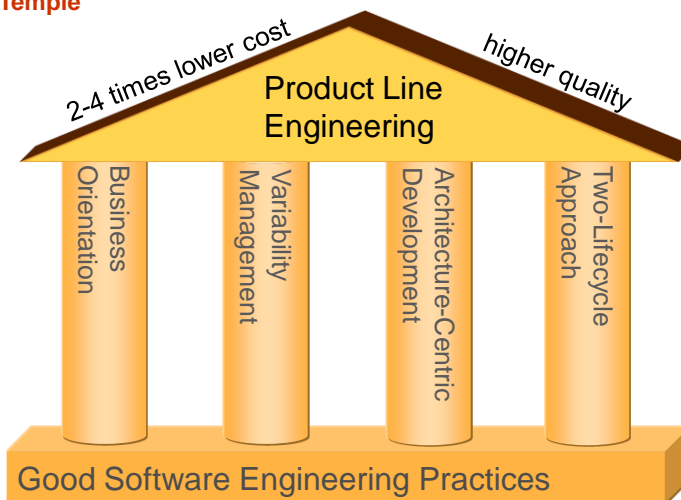 Temple
2-4 times lower cost
higher quality
Product Line
Engineering
Business
Orientation
Variability
Management
Architecture-Centric
Development
Two-Lifecycle
Approach
Good Software Engineering Practices